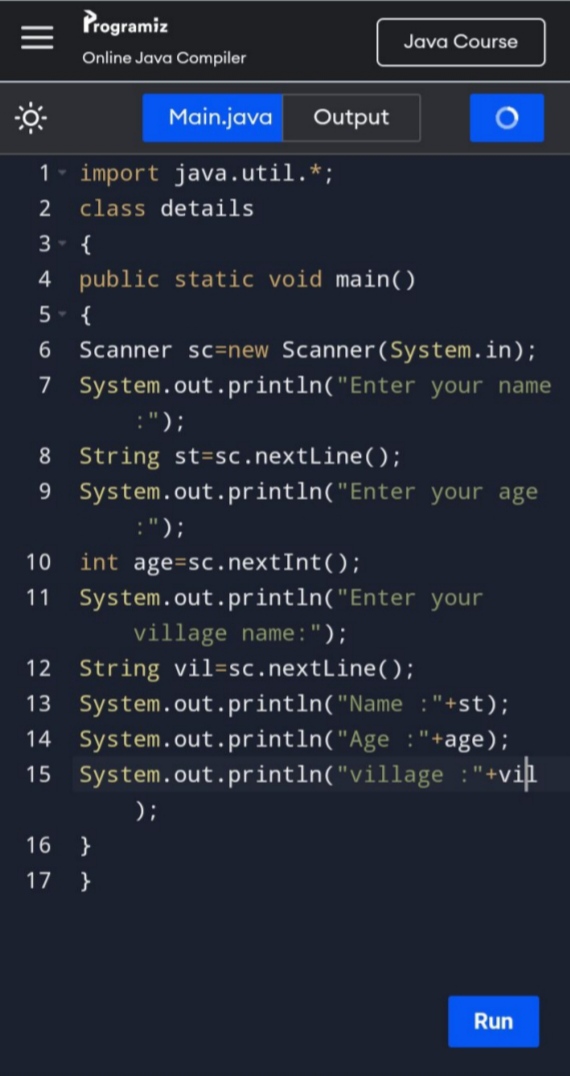 Programiz
Online Java Compiler
Java Course
Main.java
Output
1 import java.util.*;
2 class details
3 {
4 public static void main()
5 {
6 Scanner sc=new Scanner(System.in);
7 System.out.println("Enter your name
:");
8 String st=sc.nextLine();
9 System.out.println("Enter your age
:");
10 int age=sc.nextInt();
11 System.out.println("Enter your
village name:");
12 String vil=sc.nextLine();
13 System.out.println("Name :"+st);
14 System.out.println("Age :"+age);
15 System.out.println("village :"+vil
);
16 }
17 }
Run